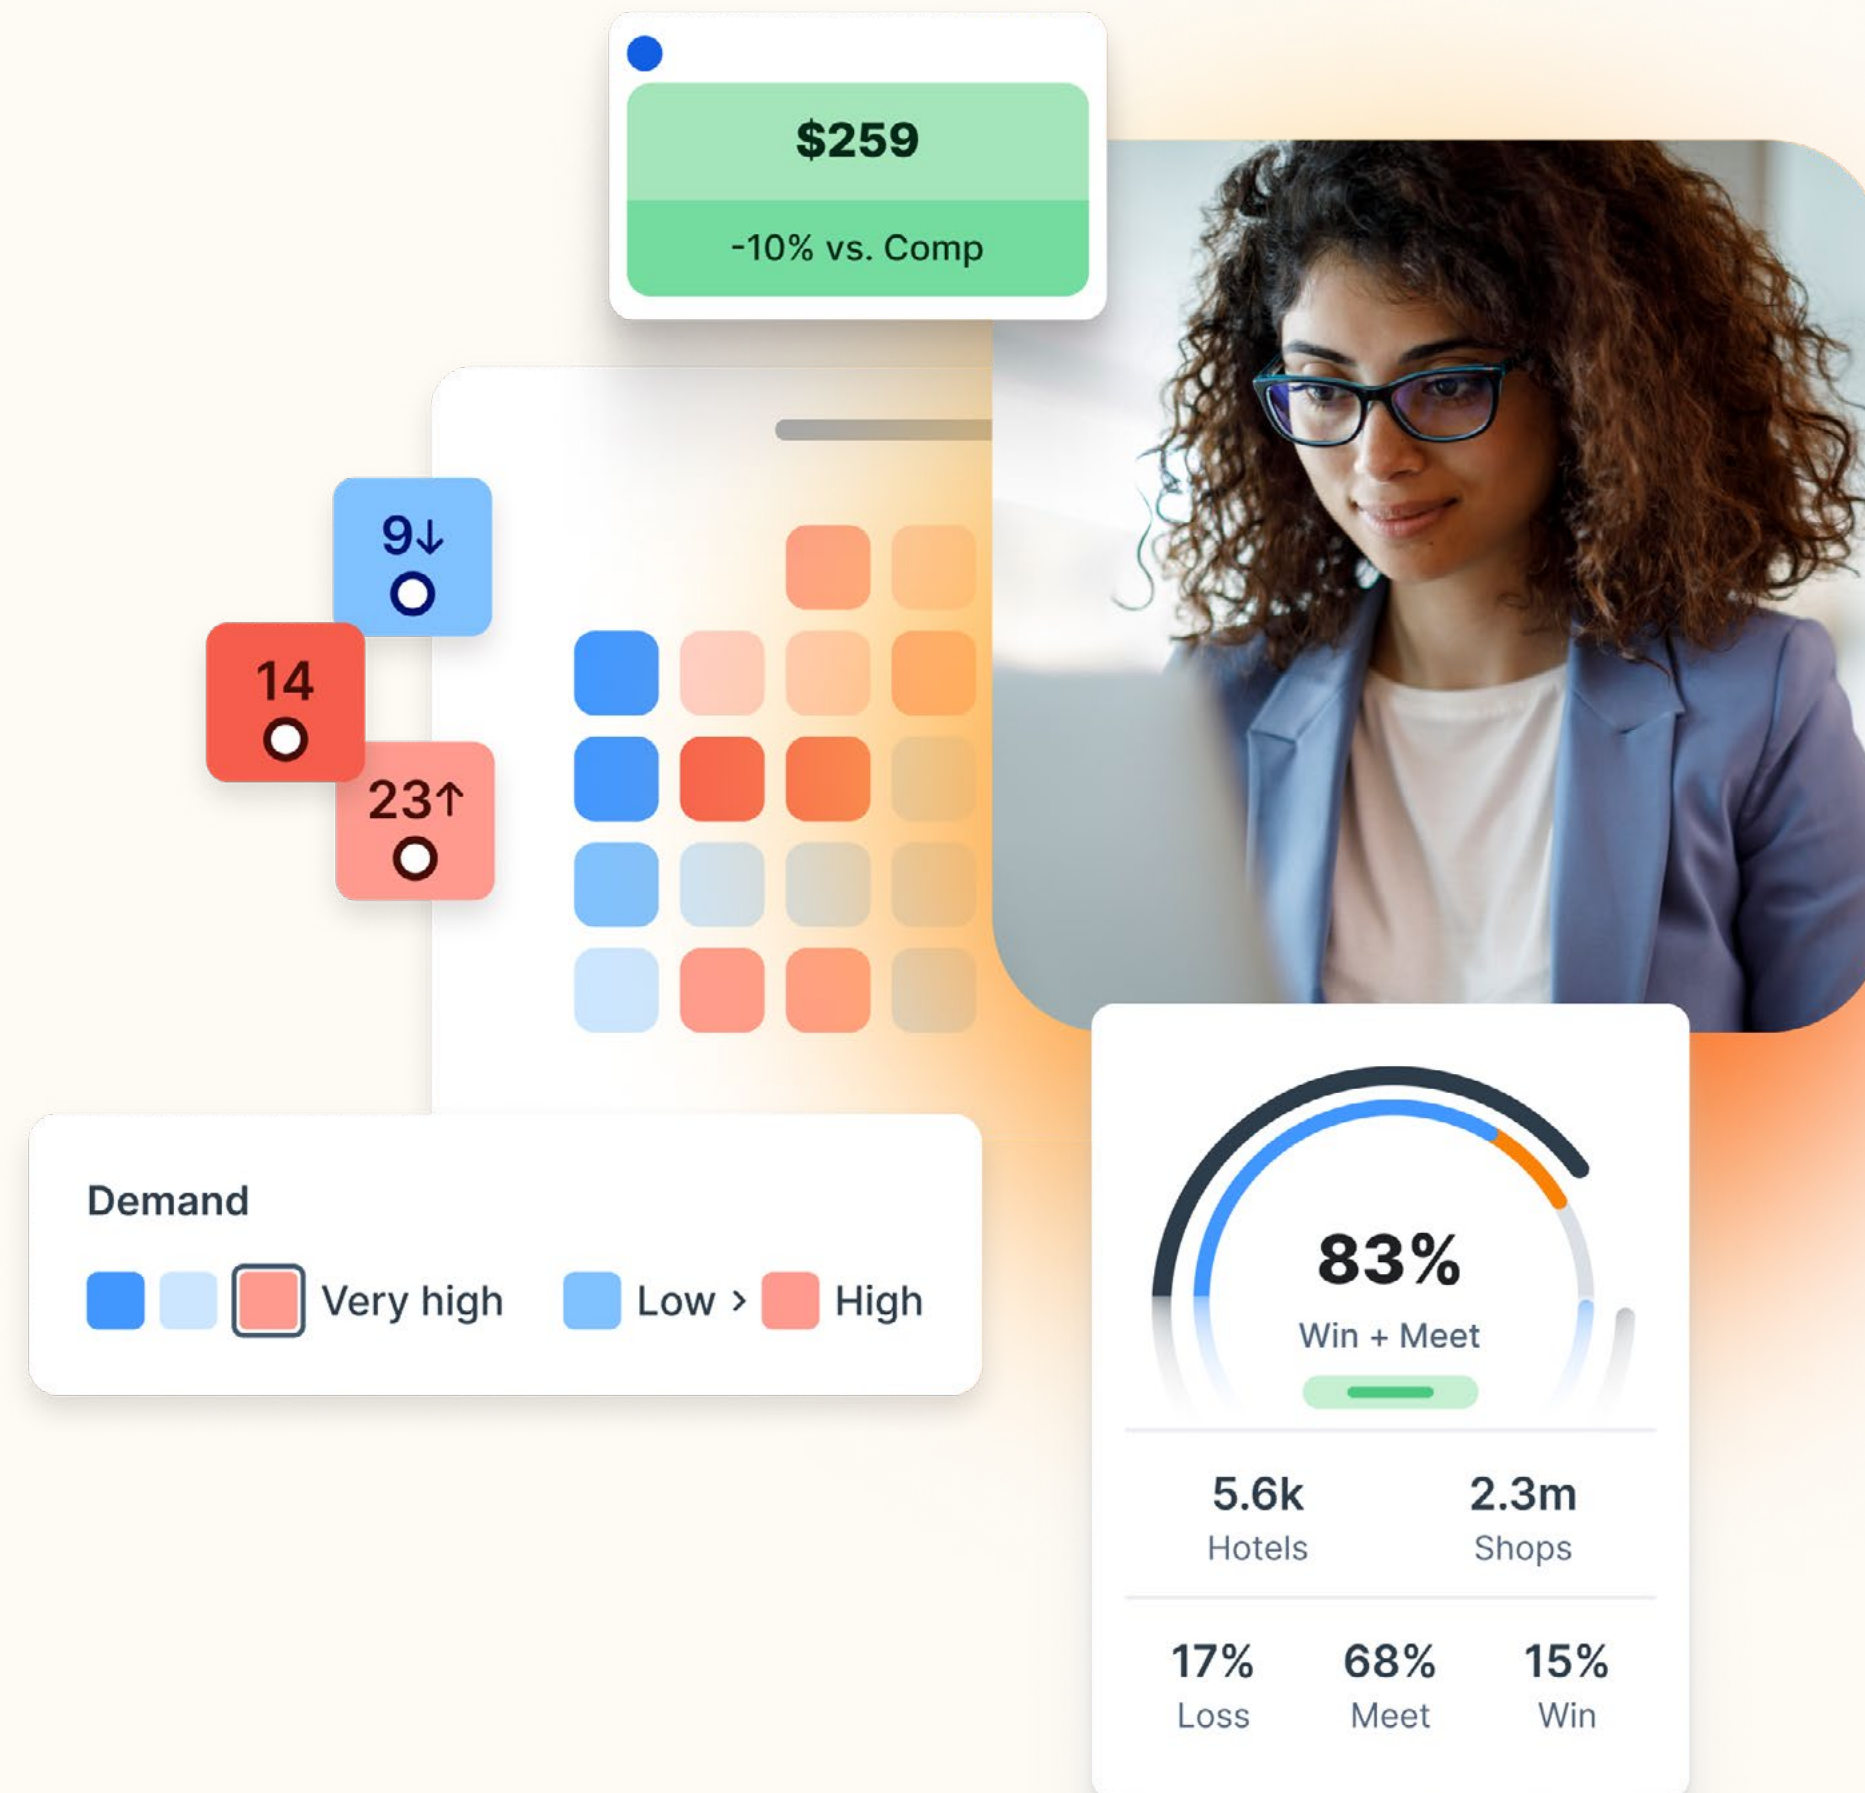 $259
-10% vs. Comp
9↓
14
23↑
Demand
Very high Low > High
83%
Win + Meet
5.6k 2.3m
Hotels Shops
17% 68% 15%
Loss Meet Win